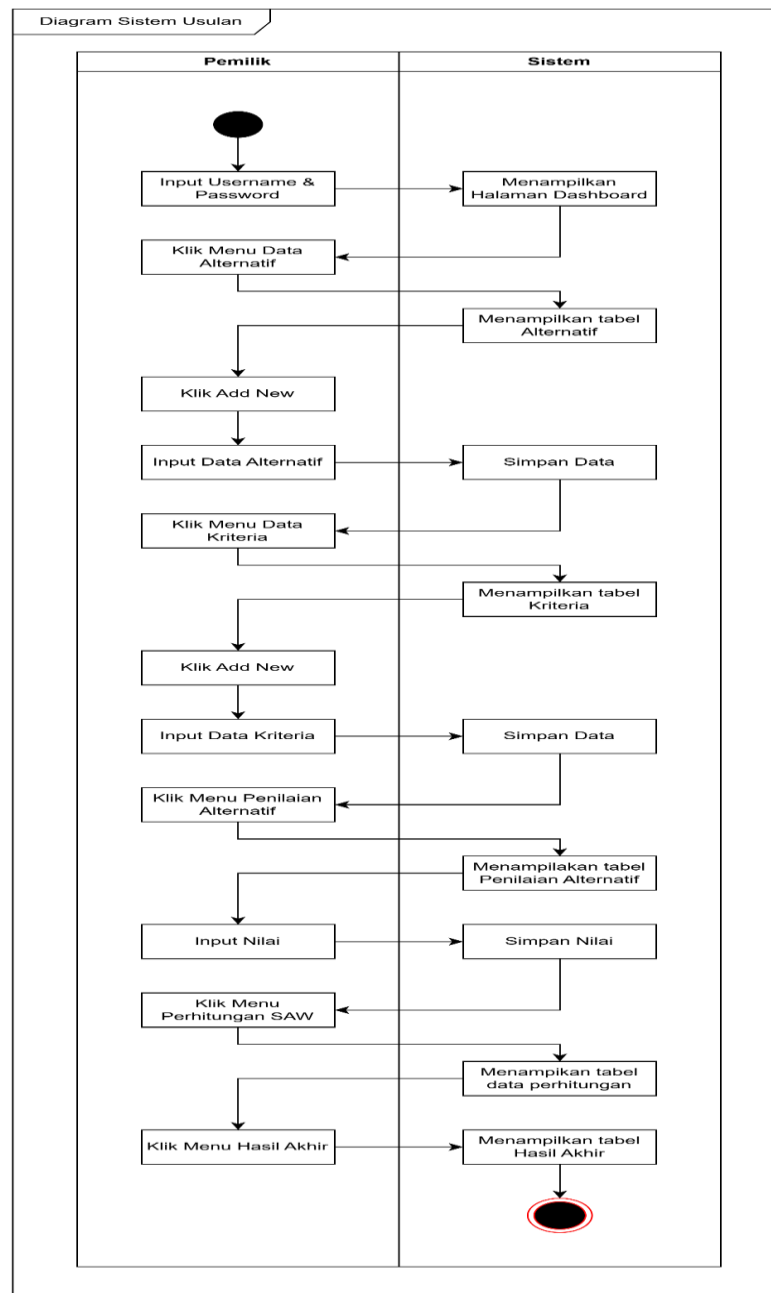 Diagram Sistem Usulan
Pemilik
Sistem
Input Username &
Password
Menampilkan
Halaman Dashboard
Klik Menu Data
Alternatif
Menampilkan tabel
Alternatif
Klik Add New
Input Data Alternatif
Simpan Data
Klik Menu Data
Kriteria
Menampilkan tabel
Kriteria
Klik Add New
Input Data Kriteria
Simpan Data
Klik Menu Penilaian
Alternatif
Menampilakan tabel
Penilaian Alternatif
Input Nilai
Simpan Nilai
Klik Menu
Perhitungan SAW
Menampikan tabel
data perhitungan
Klik Menu Hasil Akhir
Menampilkan tabel
Hasil Akhir